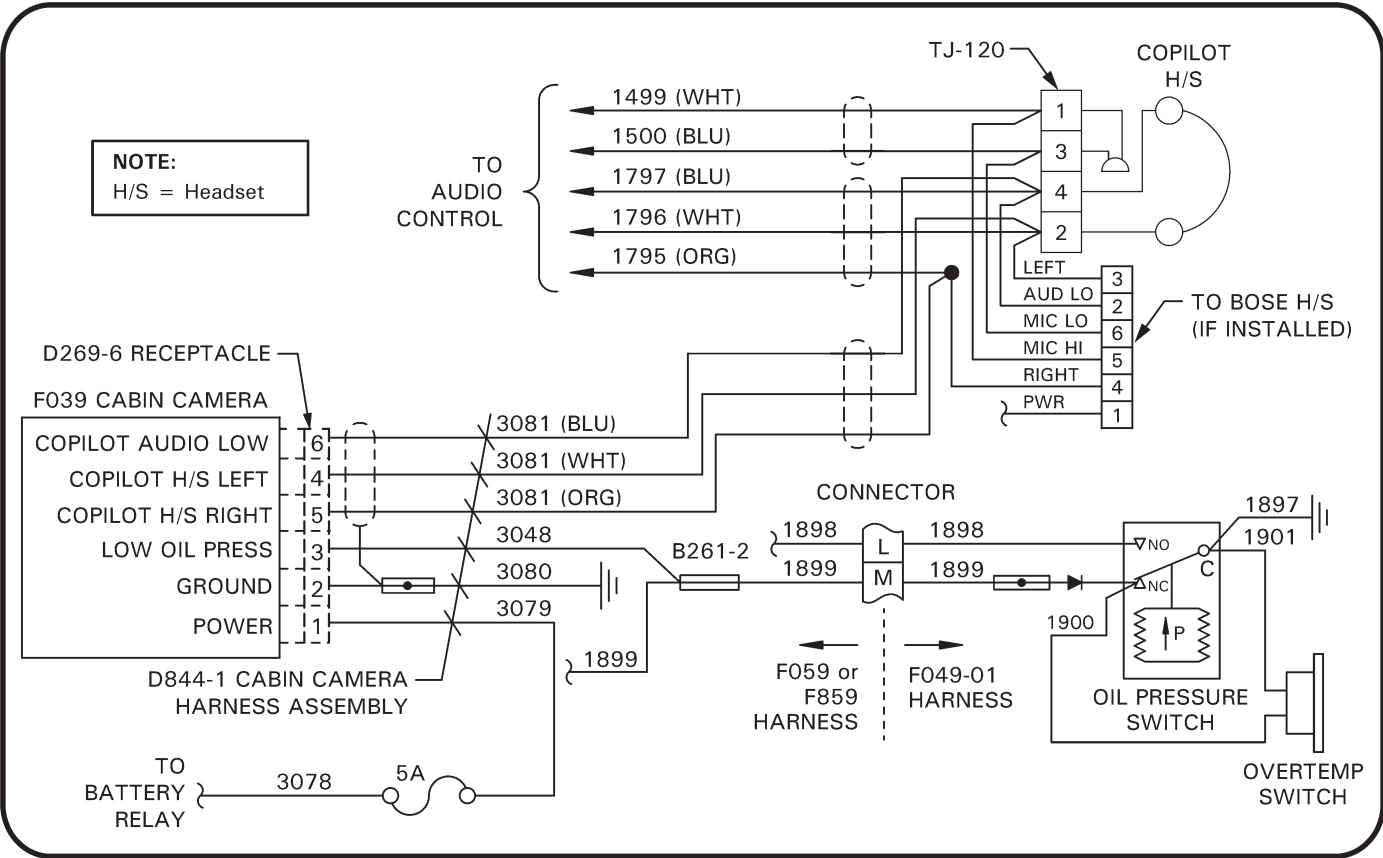 TJ-120
COPILOT
H/S
NOTE:
H/S = Headset
TO
AUDIO
CONTROL
1499 (WHT)
1500 (BLU)
1797 (BLU)
1796 (WHT)
1795 (ORG)
1
3
4
2
LEFT 3
AUD LO 2
MIC LO 6
MIC HI 5
RIGHT 4
PWR 1
TO BOSE H/S
(IF INSTALLED)
D269-6 RECEPTACLE
F039 CABIN CAMERA
COPILOT AUDIO LOW 6 3081 (BLU)
COPILOT H/S LEFT 4 3081 (WHT)
COPILOT H/S RIGHT 5 3081 (ORG)
LOW OIL PRESS 3 3048
GROUND 2 3080
POWER 1 3079
D844-1 CABIN CAMERA
HARNESS ASSEMBLY
B261-2
1899
CONNECTOR
1898 L 1898
1899 M 1899
F059 or
F859
HARNESS
F049-01
HARNESS
NO
NC
C
P
1897
1901
1900
OIL PRESSURE
SWITCH
OVERTEMP
SWITCH
TO
BATTERY
RELAY
3078
5A